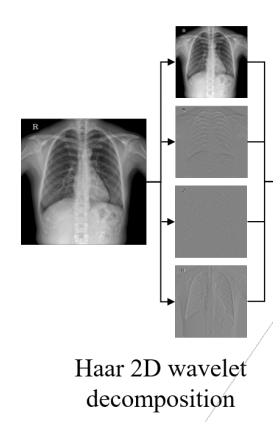 R
Haar 2D wavelet
decomposition